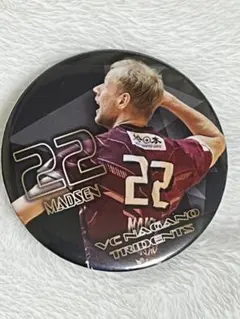 22
MADSEN
22
VC NAGANO
TRIDENTS